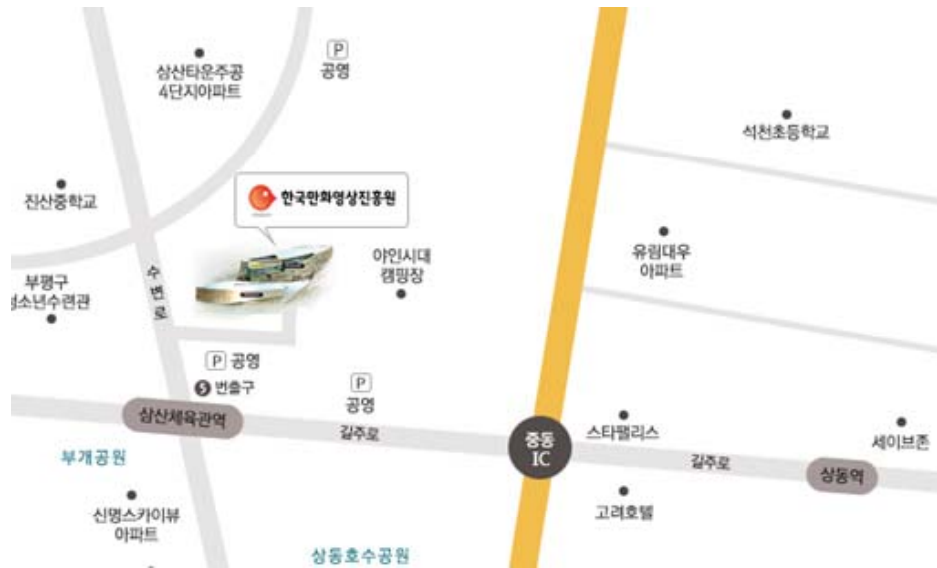 P
공영
삼산타운주공
4단지아파트
석천초등학교
진산중학교
한국만화영상진흥원
야인시대
캠핑장
유림대우
아파트
부평구
청소년수련관
수변로
P 공영
5 번출구
P
공영
삼산체육관역
길주로
중동
IC
스타팰리스
세이브존
길주로
상동역
부개공원
신명스카이뷰
아파트
고려호텔
상동호수공원